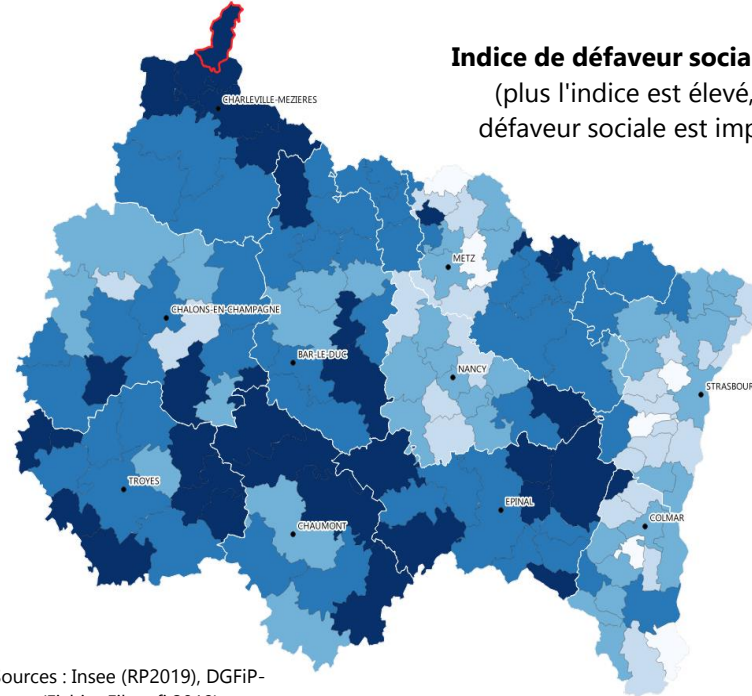 Indice de défaveur socia
(plus l'indice est élevé,
défaveur sociale est imp
CHARLEVILLE-MEZIERES
METZ
CHALONS-EN-CHAMPAGNE
BAR-LE-DUC
NANCY
STRASBOUR
TROYES
EPINAL
CHAUMONT
COLMAR
ources : Insee (RP2019), DGFiP-